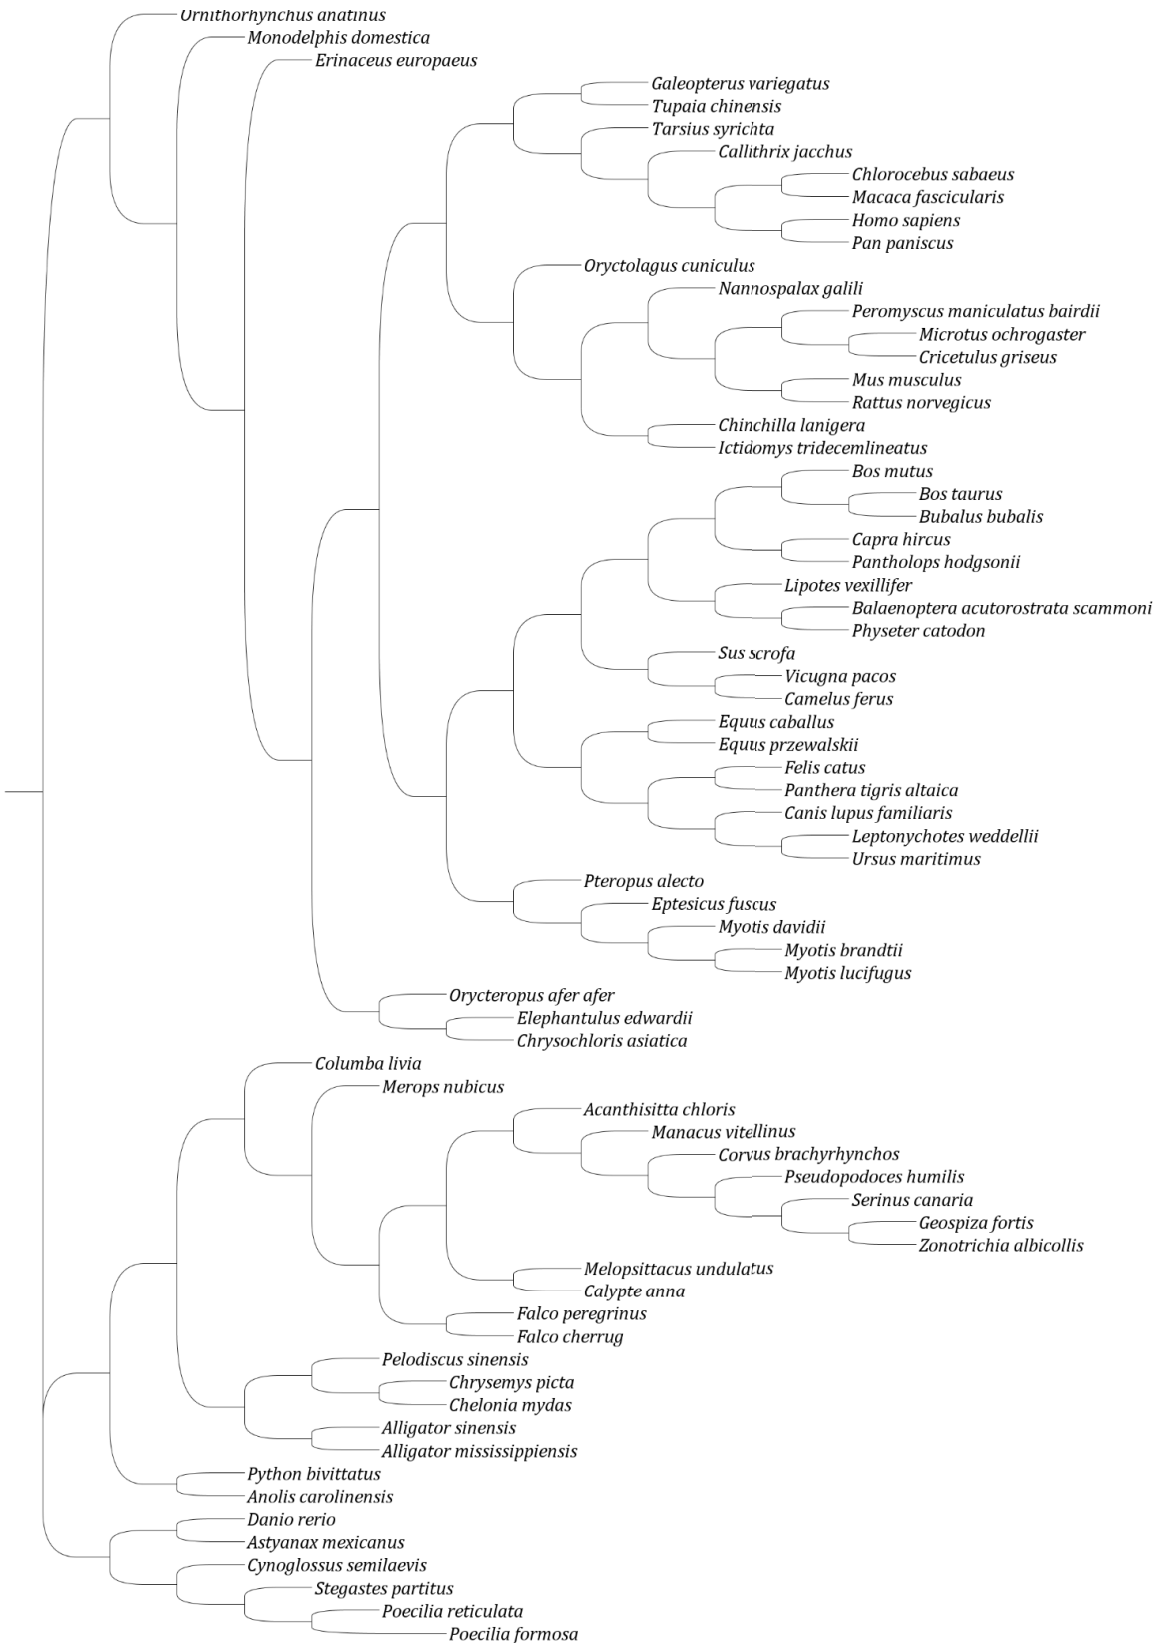 Ornithorhynchus anatinus
Monodelphis domestica
Erinaceus europaeus
Galeopterus variegatus
Tupaia chinensis
Tarsius syrichta
Callithrix jacchus
Chlorocebus sabaeus
Macaca fascicularis
Homo sapiens
Pan paniscus
Oryctolagus cuniculus
Nannospalax galili
Peromyscus maniculatus bairdii
Microtus ochrogaster
Cricetulus griseus
Mus musculus
Rattus norvegicus
Chinchilla lanigera
Ictidomys tridecemlineatus
Bos mutus
Bos taurus
Bubalus bubalis
Capra hircus
Pantholops hodgsonii
Lipotes vexillifer
Balaenoptera acutorostrata scammoni
Physeter catodon
Sus scrofa
Vicugna pacos
Camelus ferus
Equus caballus
Equus przewalskii
Felis catus
Panthera tigris altaica
Canis lupus familiaris
Leptonychotes weddellii
Ursus maritimus
Pteropus alecto
Eptesicus fuscus
Myotis davidii
Myotis brandtii
Myotis lucifugus
Orycteropus afer afer
Elephantulus edwardii
Chrysochloris asiatica
Columba livia
Merops nubicus
Acanthisitta chloris
Manacus vitellinus
Corvus brachyrhynchos
Pseudopodoces humilis
Serinus canaria
Geospiza fortis
Zonotrichia albicollis
Melopsittacus undulatus
Calypte anna
Falco peregrinus
Falco cherrug
Pelodiscus sinensis
Chrysemys picta
Chelonia mydas
Alligator sinensis
Alligator mississippiensis
Python bivittatus
Anolis carolinensis
Danio rerio
Astyanax mexicanus
Cynoglossus semilaevis
Stegastes partitus
Poecilia reticulata
Poecilia formosa